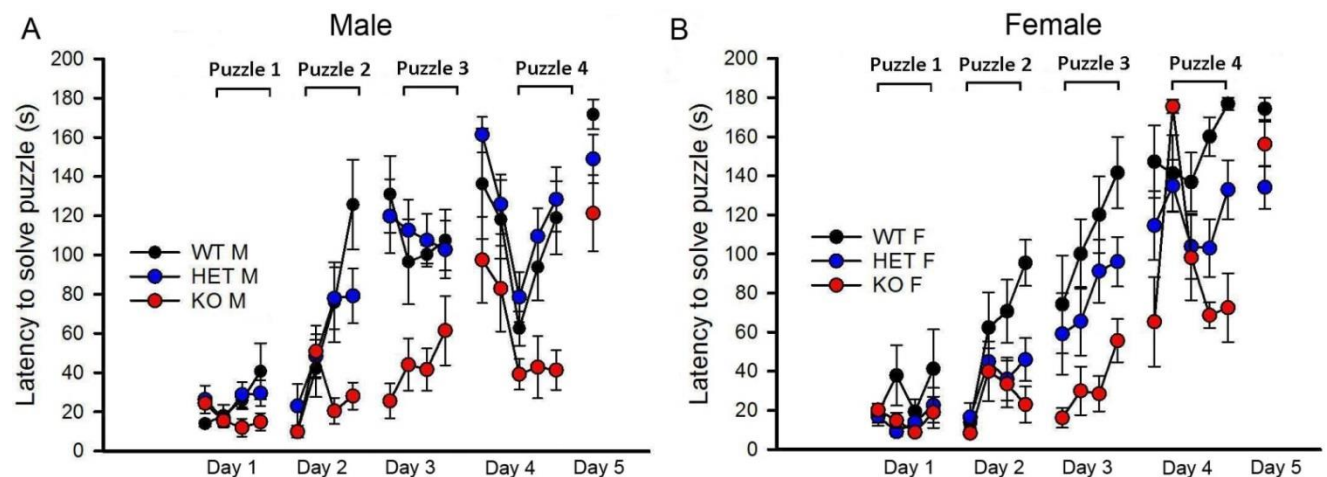 A
Male
Puzzle 1
Puzzle 2
Puzzle 3
Puzzle 4
Latency to solve puzzle (s)
200
180
160
140
120
100
80
60
40
20
0
WT M
HET M
KO M
Day 1
Day 2
Day 3
Day 4
Day 5
B
Female
Puzzle 1
Puzzle 2
Puzzle 3
Puzzle 4
Latency to solve puzzle (s)
200
180
160
140
120
100
80
60
40
20
0
WT F
HET F
KO F
Day 1
Day 2
Day 3
Day 4
Day 5